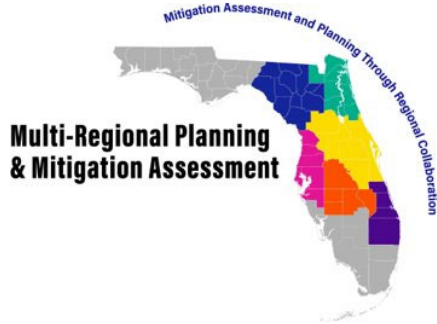 Mitigation Assessment and Planning Through Regional Collaboration
Multi-Regional Planning
& Mitigation Assessment